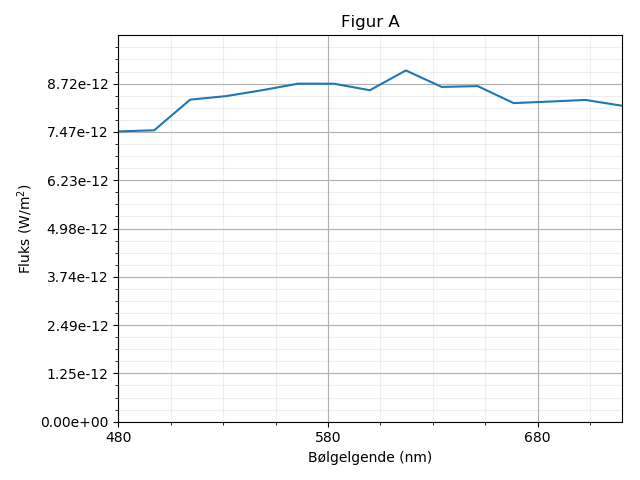 Figur A
8.72e-12
7.47e-12
6.23e-12
4.98e-12
3.74e-12
2.49e-12
1.25e-12
0.00e+00
Fluks (W/m²)
480 580 680
Bølgelgende (nm)